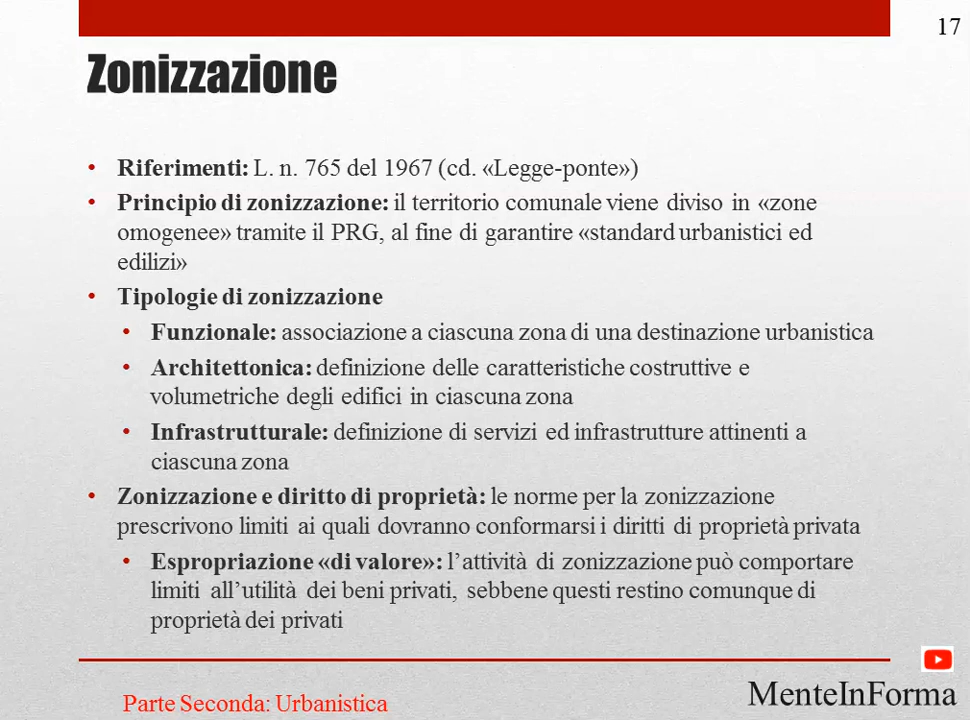 17
Zonizzazione
• Riferimenti: L. n. 765 del 1967 (cd. «Legge-ponte»)
• Principio di zonizzazione: il territorio comunale viene diviso in «zone
omogenee» tramite il PRG, al fine di garantire «standard urbanistici ed
edilizi»
• Tipologie di zonizzazione
• Funzionale: associazione a ciascuna zona di una destinazione urbanistica
• Architettonica: definizione delle caratteristiche costruttive e
volumetriche degli edifici in ciascuna zona
• Infrastrutturale: definizione di servizi ed infrastrutture attinenti a
ciascuna zona
• Zonizzazione e diritto di proprietà: le norme per la zonizzazione
prescrivono limiti ai quali dovranno conformarsi i diritti di proprietà privata
• Espropriazione «di valore»: l’attività di zonizzazione può comportare
limiti all’utilità dei beni privati, sebbene questi restino comunque di
proprietà dei privati
Parte Seconda: Urbanistica
MenteInForma